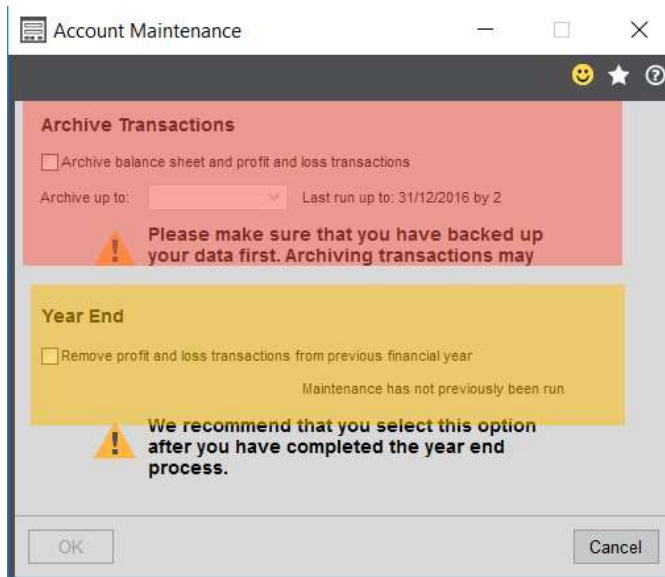 Account Maintenance
Archive Transactions
Archive balance sheet and profit and loss transactions
Archive up to: Last run up to: 31/12/2016 by 2
Please make sure that you have backed up
your data first. Archiving transactions may
Year End
Remove profit and loss transactions from previous financial year
Maintenance has not previously been run
We recommend that you select this option
after you have completed the year end
process.
OK Cancel